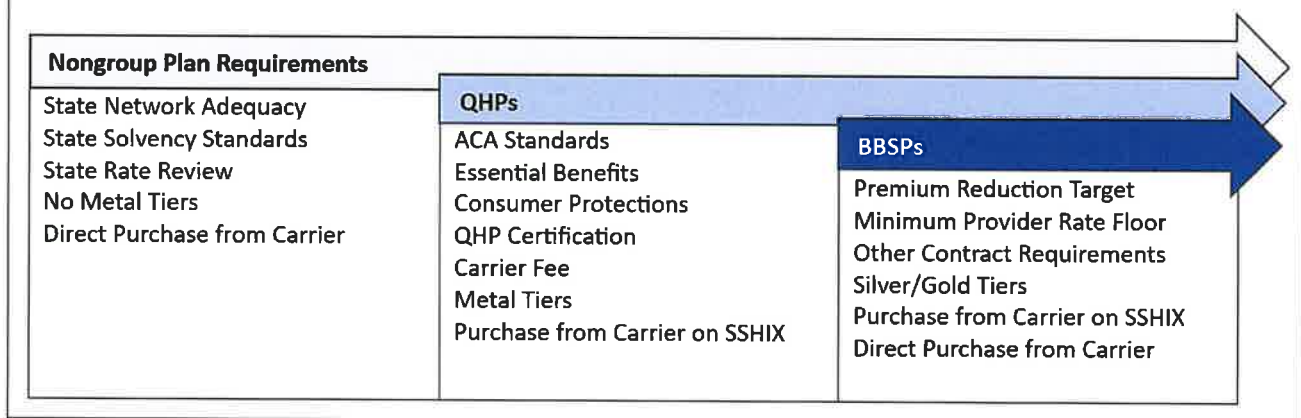 Nongroup Plan Requirements
State Network Adequacy
State Solvency Standards
State Rate Review
No Metal Tiers
Direct Purchase from Carrier
QHPs
ACA Standards
Essential Benefits
Consumer Protections
QHP Certification
Carrier Fee
Metal Tiers
Purchase from Carrier on SSHIX
BBSPs
Premium Reduction Target
Minimum Provider Rate Floor
Other Contract Requirements
Silver/Gold Tiers
Purchase from Carrier on SSHIX
Direct Purchase from Carrier